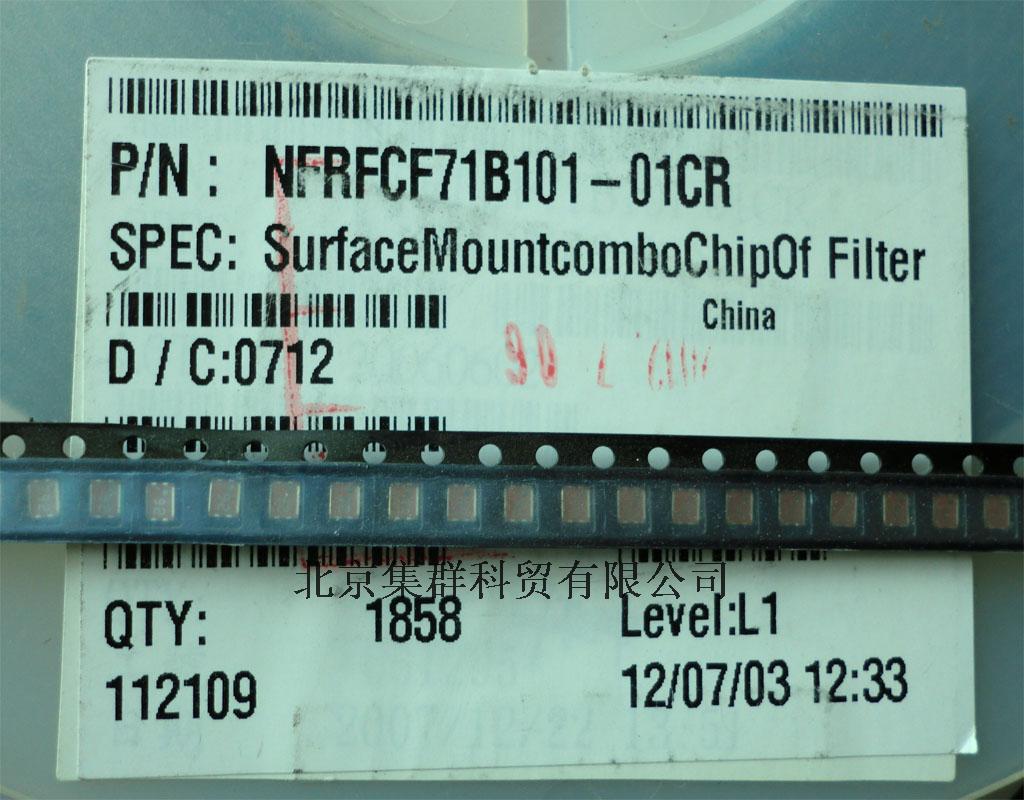 P/N: NFRFCF71B101-01CR
SPEC: SurfaceMountcomboChipOf Filter
China
D / C:0712
90
北京集群科贸有限公司
QTY: 1858 Level:L1
112109 12/07/03 12:33